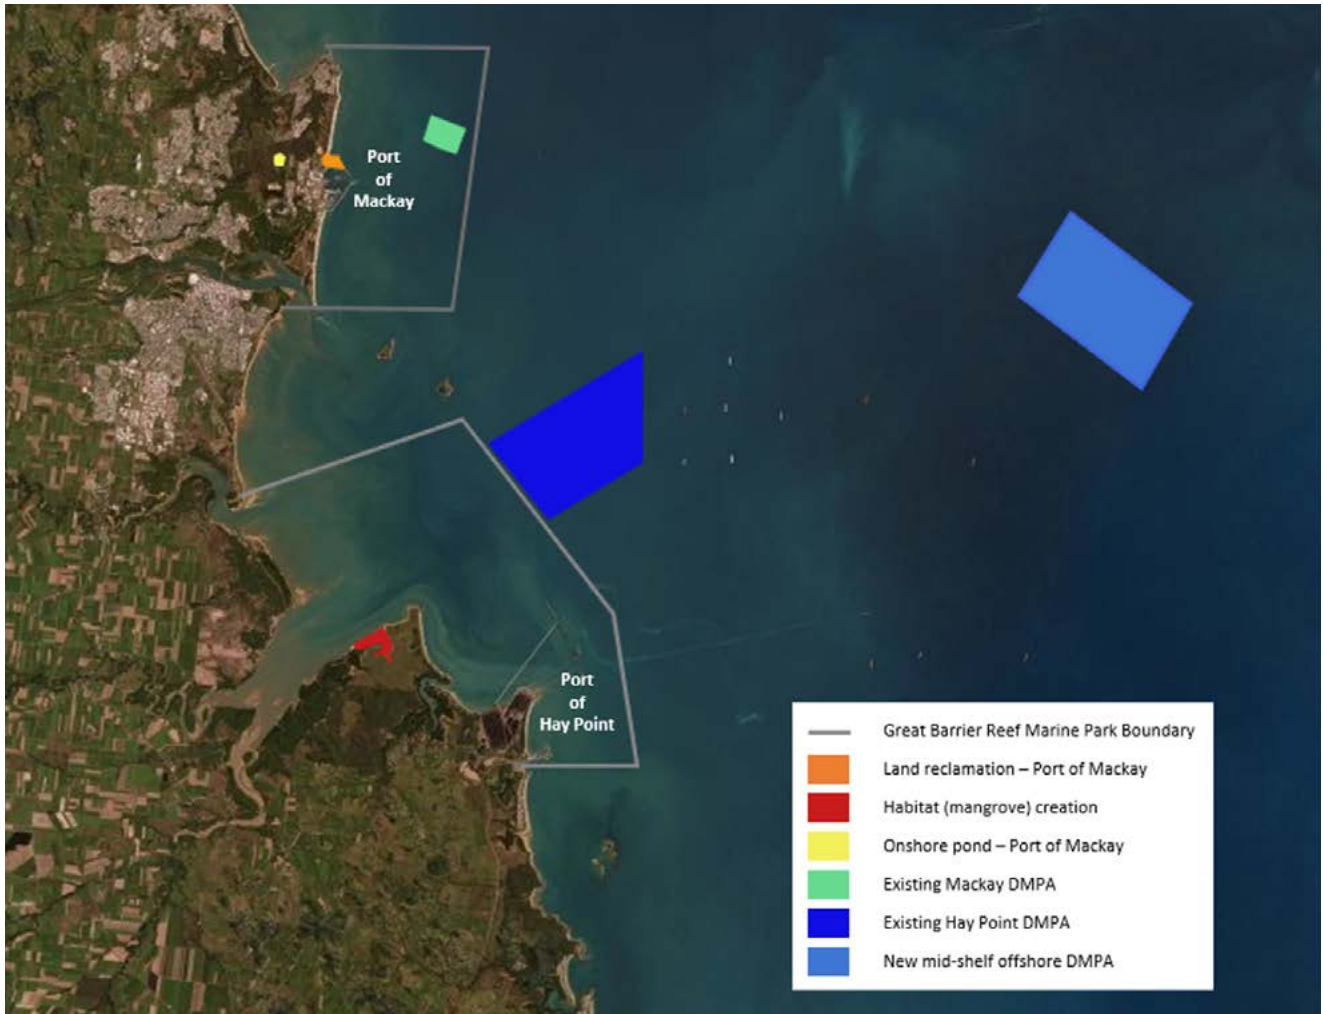 Port
of
Mackay
Port
of
Hay Point
Great Barrier Reef Marine Park Boundary
Land reclamation – Port of Mackay
Habitat (mangrove) creation
Onshore pond – Port of Mackay
Existing Mackay DMPA
Existing Hay Point DMPA
New mid-shelf offshore DMPA